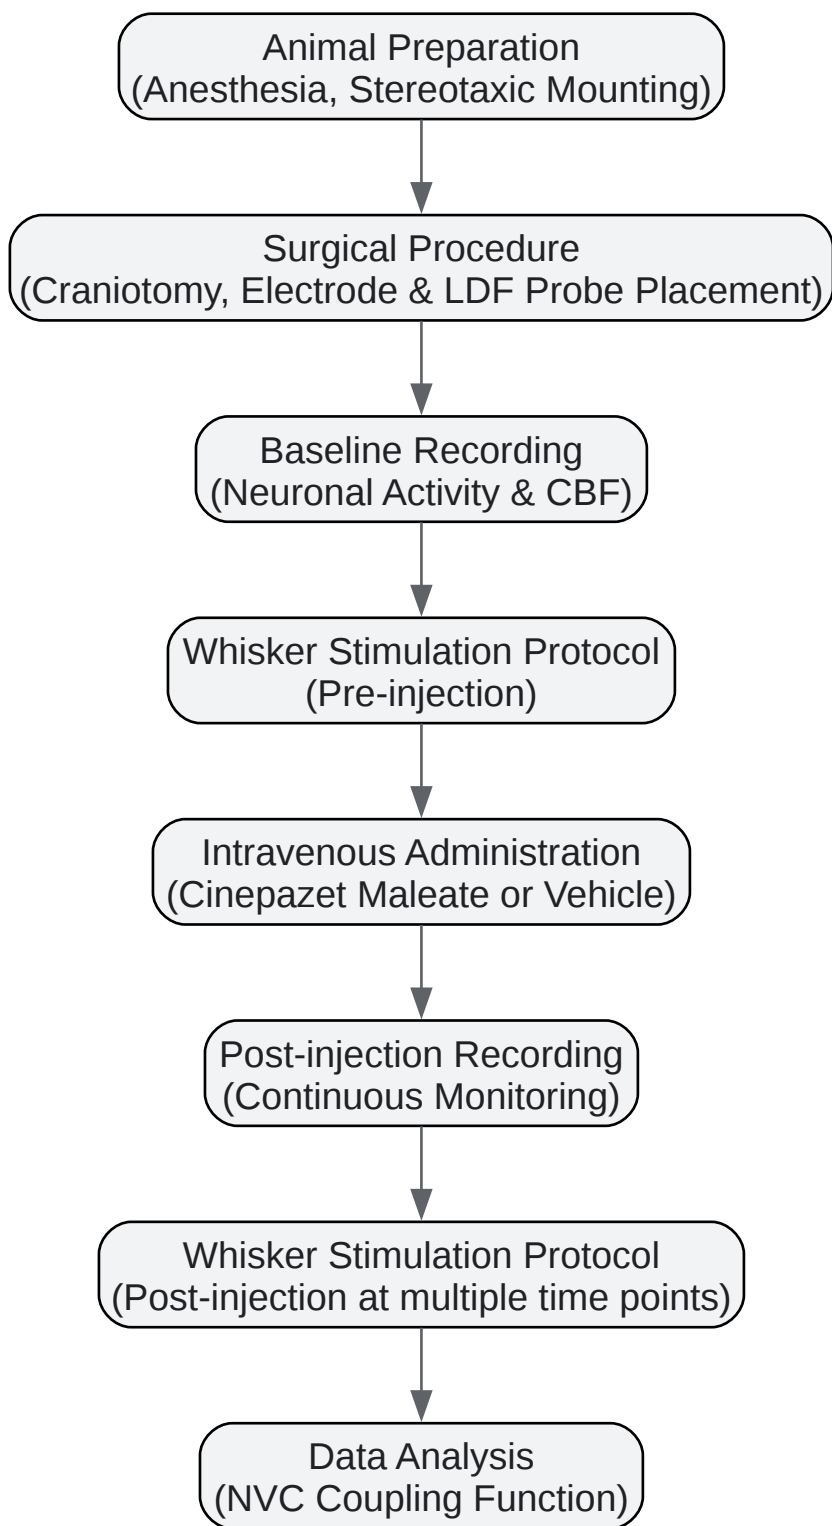 Animal Preparation
(Anesthesia, Stereotaxic Mounting)
Surgical Procedure
(Craniotomy, Electrode & LDF Probe Placement)
Baseline Recording
(Neuronal Activity & CBF)
Whisker Stimulation Protocol
(Pre-injection)
Intravenous Administration
(Cinepazet Maleate or Vehicle)
Post-injection Recording
(Continuous Monitoring)
Whisker Stimulation Protocol
(Post-injection at multiple time points)
Data Analysis
(NVC Coupling Function)